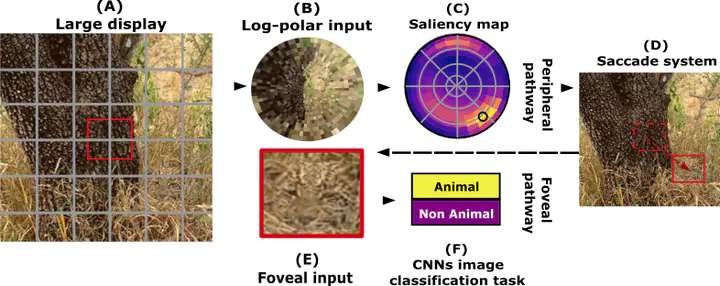 (A)
Large display
(B)
Log-polar input
(C)
Saliency map
Peripheral
pathway
(D)
Saccade system
(E)
Foveal input
Animal
Non Animal
Foveal
pathway
(F)
CNNs image
classification task